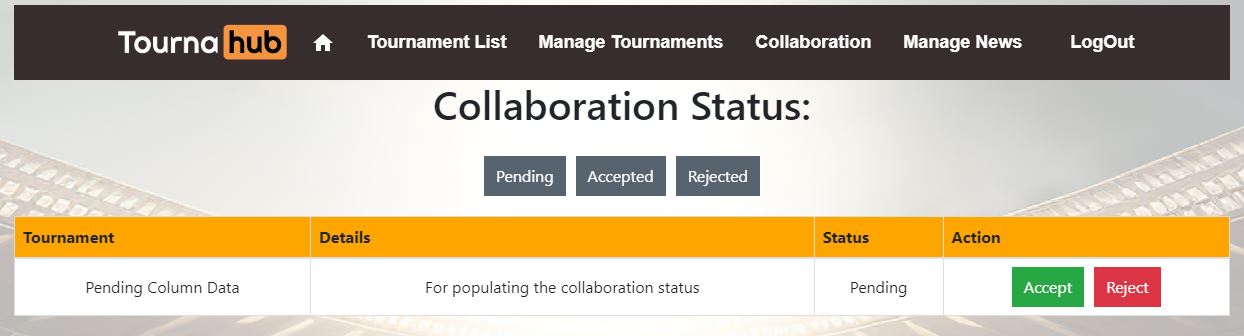 Tourna hub Tournament List Manage Tournaments Collaboration Manage News LogOut
Collaboration Status:
Pending Accepted Rejected
Tournament Details Status Action
Pending Column Data For populating the collaboration status Pending Accept Reject